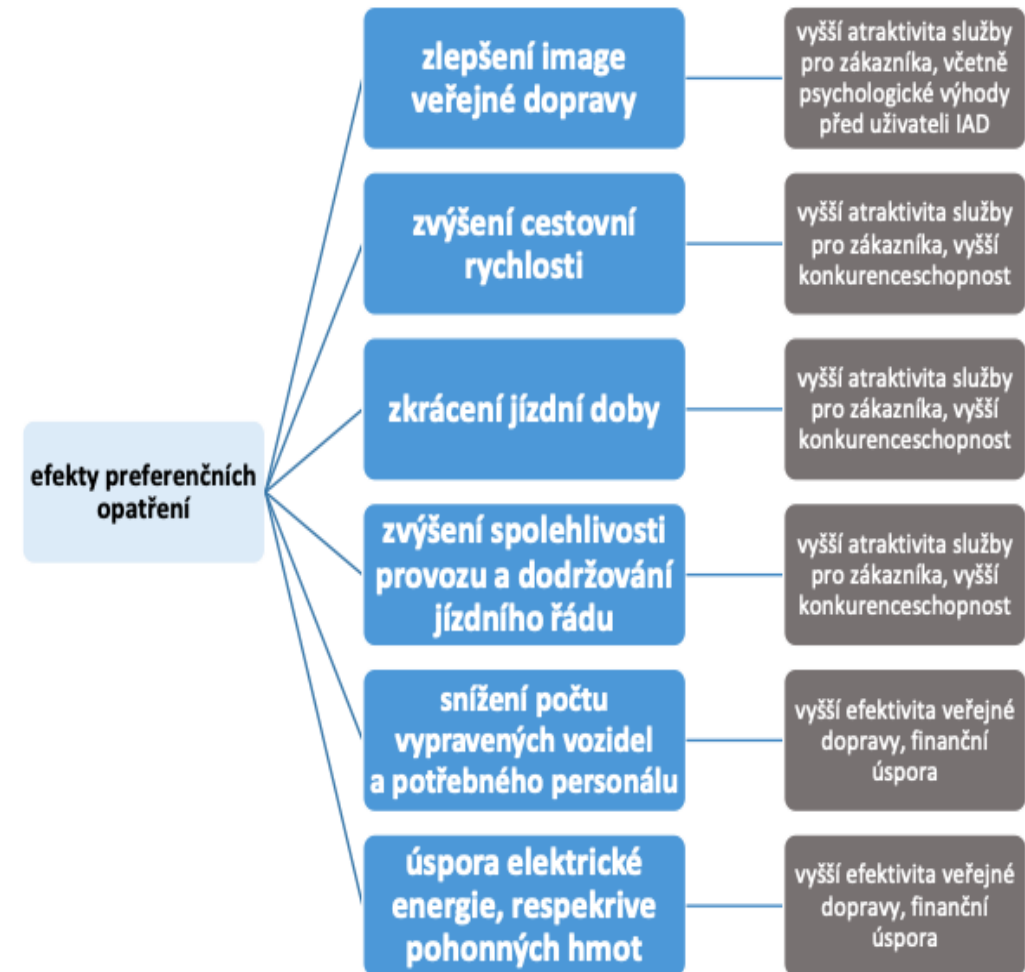 efekty preferenčních
opatření
zlepšení image
veřejné dopravy
vyšší atraktivita služby
pro zákazníka, včetně
psychologické výhody
před uživateli IAD
zvýšení cestovní
rychlosti
vyšší atraktivita služby
pro zákazníka, vyšší
konkurenceschopnost
zkrácení jízdní doby
vyšší atraktivita služby
pro zákazníka, vyšší
konkurenceschopnost
zvýšení spolehlivosti
provozu a dodržování
jízdního řádu
vyšší atraktivita služby
pro zákazníka, vyšší
konkurenceschopnost
snížení počtu
vypravených vozidel
a potřebného personálu
vyšší efektivita veřejné
dopravy, finanční
úspora
úspora elektrické
energie, respekrive
pohonných hmot
vyšší efektivita veřejné
dopravy, finanční
úspora